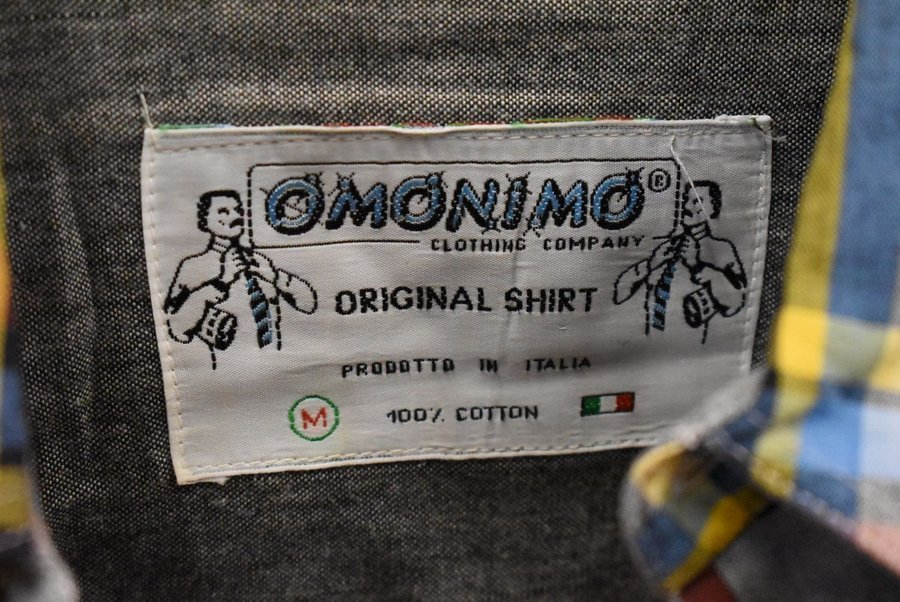 OMONIMO®
CLOTHING COMPANY
ORIGINAL SHIRT
PRODOTTO IN ITALIA
M 100% COTTON